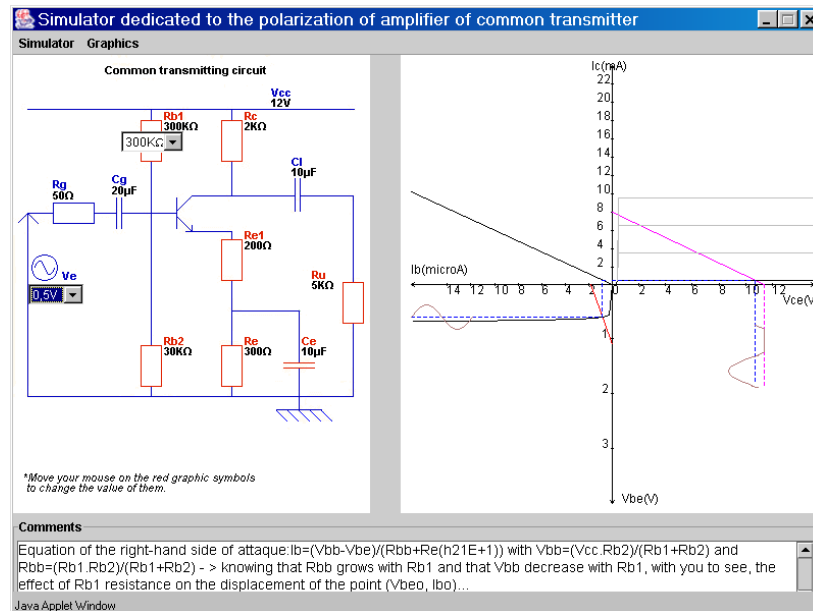 Simulator dedicated to the polarization of amplifier of common transmitter
Simulator Graphics
Common transmitting circuit
Vcc
12V
Rb1
300KΩ
300KΩ
Rc
2KΩ
Cl
10µF
Rg
50Ω
Cg
20µF
Re1
200Ω
Ru
5KΩ
Ve
0,5V
Rb2
30KΩ
Re
300Ω
Ce
10µF
*Move your mouse on the red graphic symbols
to change the value of them.
Ic(mA)
22
20
18
16
14
12
10
8
6
4
2
Ib(microA)
14 12 10 8 6 4 2 0 2 4 6 8 10 12
Vce(V
1
2
3
Vbe(V)
Comments
Equation of the right-hand side of attaque:Ib=(Vbb-Vbe)/(Rbb+Re(h21E+1)) with Vbb=(Vcc.Rb2)/(Rb1+Rb2) and
Rbb=(Rb1.Rb2)/(Rb1+Rb2) - > knowing that Rbb grows with Rb1 and that Vbb decrease with Rb1, with you to see, the
effect of Rb1 resistance on the displacement of the point (Vbeo, Ibo)...
Java Applet Window